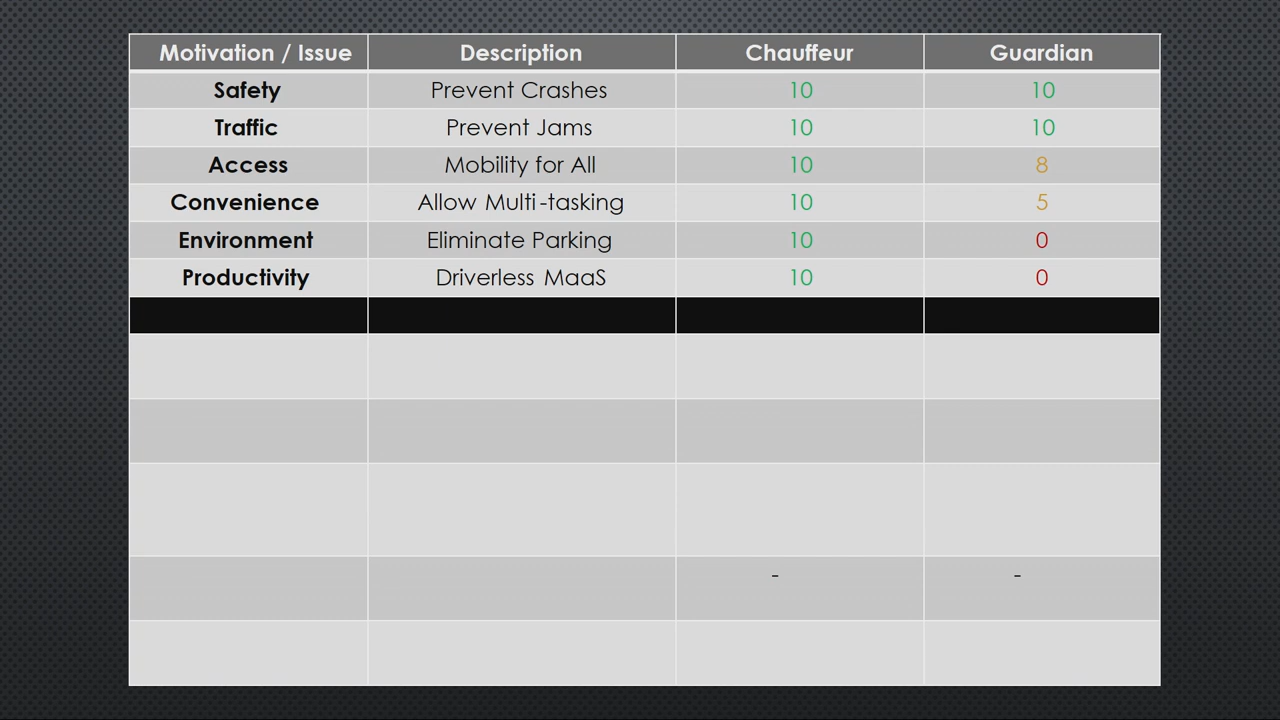 Motivation / Issue Description Chauffeur Guardian
Safety Prevent Crashes 10 10
Traffic Prevent Jams 10 10
Access Mobility for All 10 8
Convenience Allow Multi-tasking 10 5
Environment Eliminate Parking 10 0
Productivity Driverless MaaS 10 0
- -